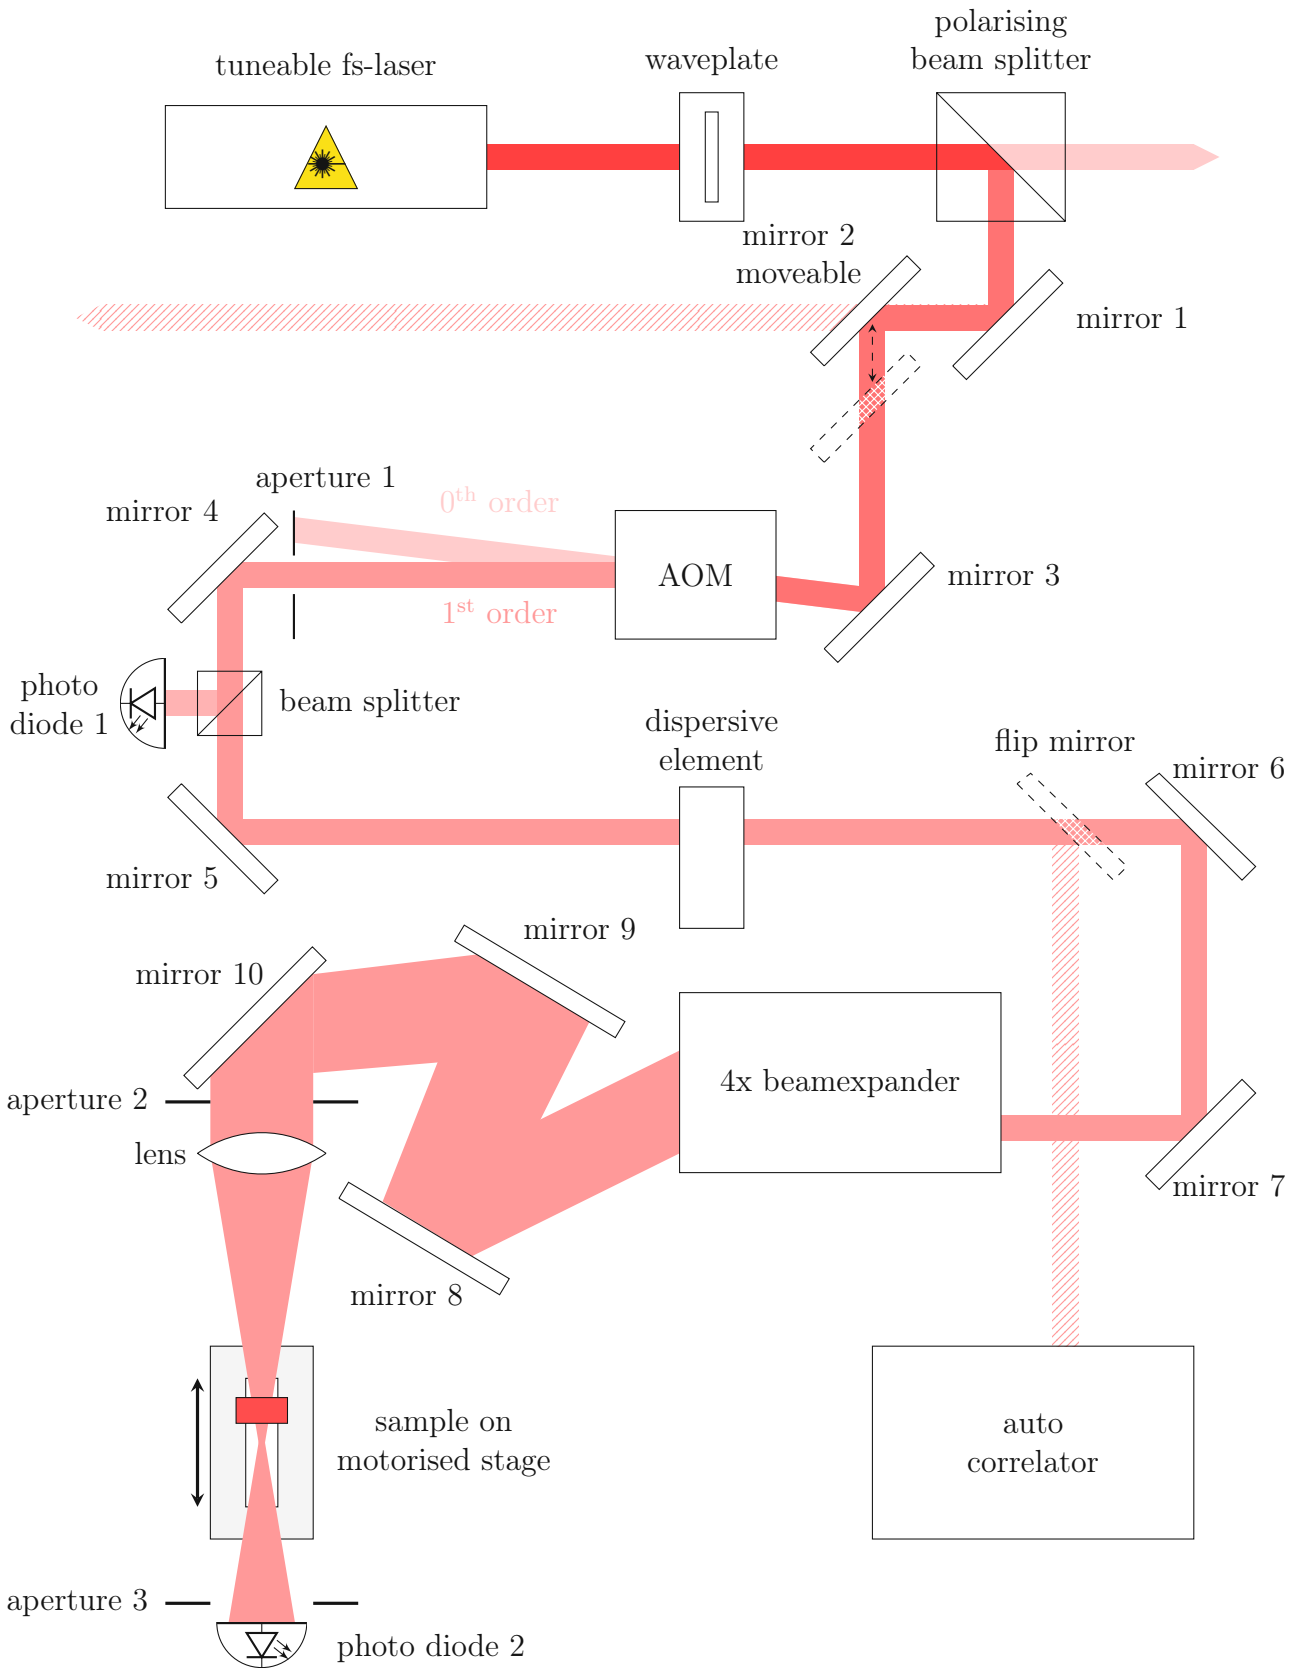 polarising
beam splitter
tuneable fs-laser
waveplate
mirror 2
moveable
mirror 1
aperture 1
mirror 4
0th order
AOM
mirror 3
1st order
photo
diode 1
beam splitter
dispersive
element
flip mirror
mirror 6
mirror 5
mirror 9
mirror 10
4x beamexpander
aperture 2
lens
mirror 7
mirror 8
sample on
motorised stage
auto
correlator
aperture 3
photo diode 2